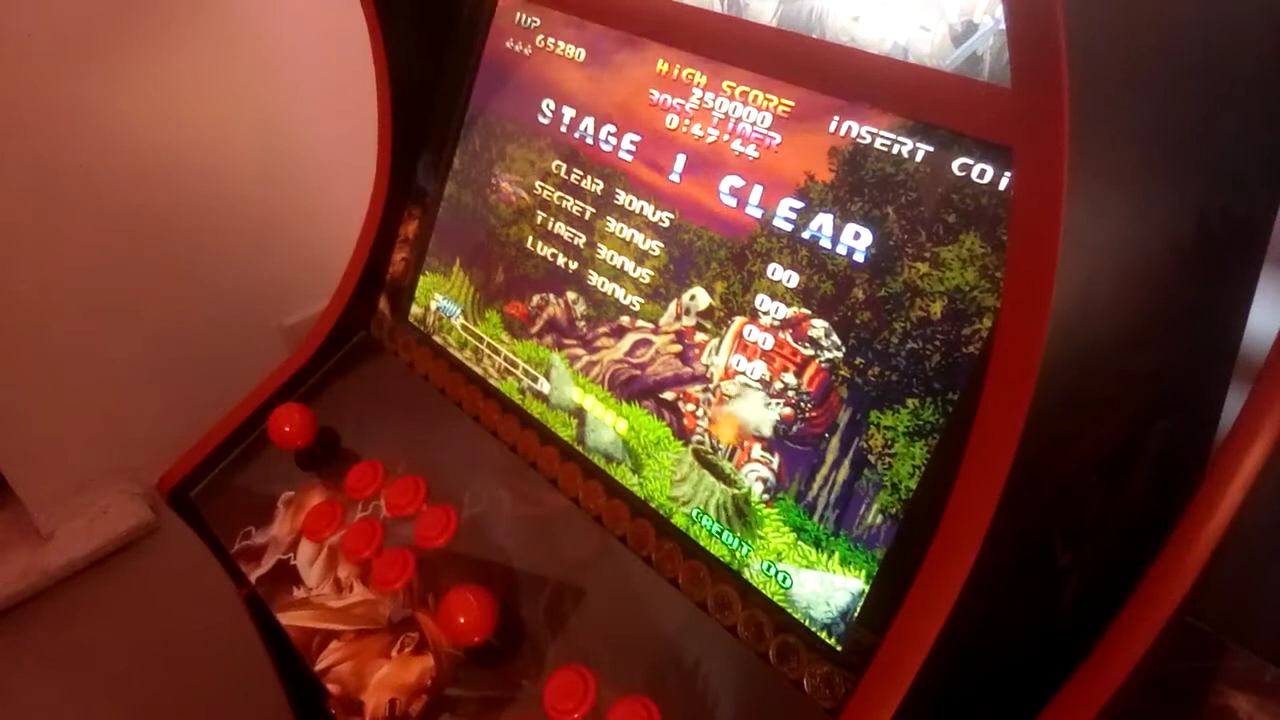 1UP
65280
HiGH SCORE
250000
BOSS TiMER
0:47'44
iNSERT COi
STAGE 1 CLEAR
CLEAR BONUS 00
SECRET BONUS 00
TiMER BONUS 00
LUCKY BONUS 00
CREDIT 00